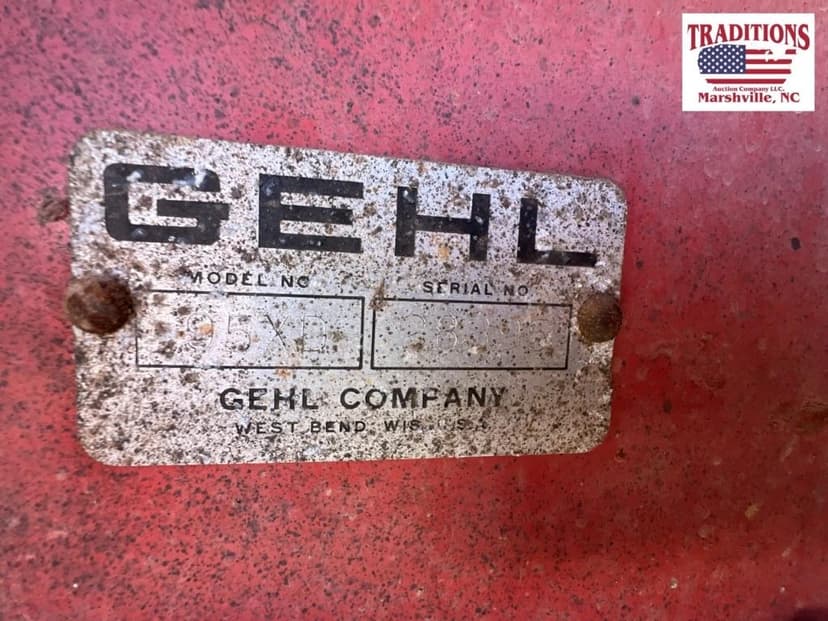 TRADITIONS
Auction Company LLC.
Marshville, NC
GEHL
MODEL NO
SERIAL NO
GEHL COMPANY
WEST BEND, WIS.